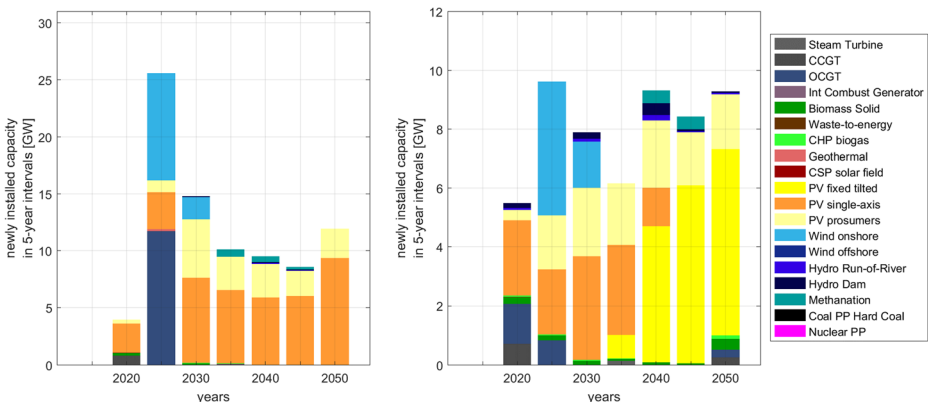 newly installed capacity
in 5-year intervals [GW]
30
25
20
15
10
5
0
2020
2030
2040
2050
years
newly installed capacity
in 5-year intervals [GW]
12
10
8
6
4
2
0
2020
2030
2040
2050
years
Steam Turbine
CCGT
OCGT
Int Combust Generator
Biomass Solid
Waste-to-energy
CHP biogas
Geothermal
CSP solar field
PV fixed tilted
PV single-axis
PV prosumers
Wind onshore
Wind offshore
Hydro Run-of-River
Hydro Dam
Methanation
Coal PP Hard Coal
Nuclear PP